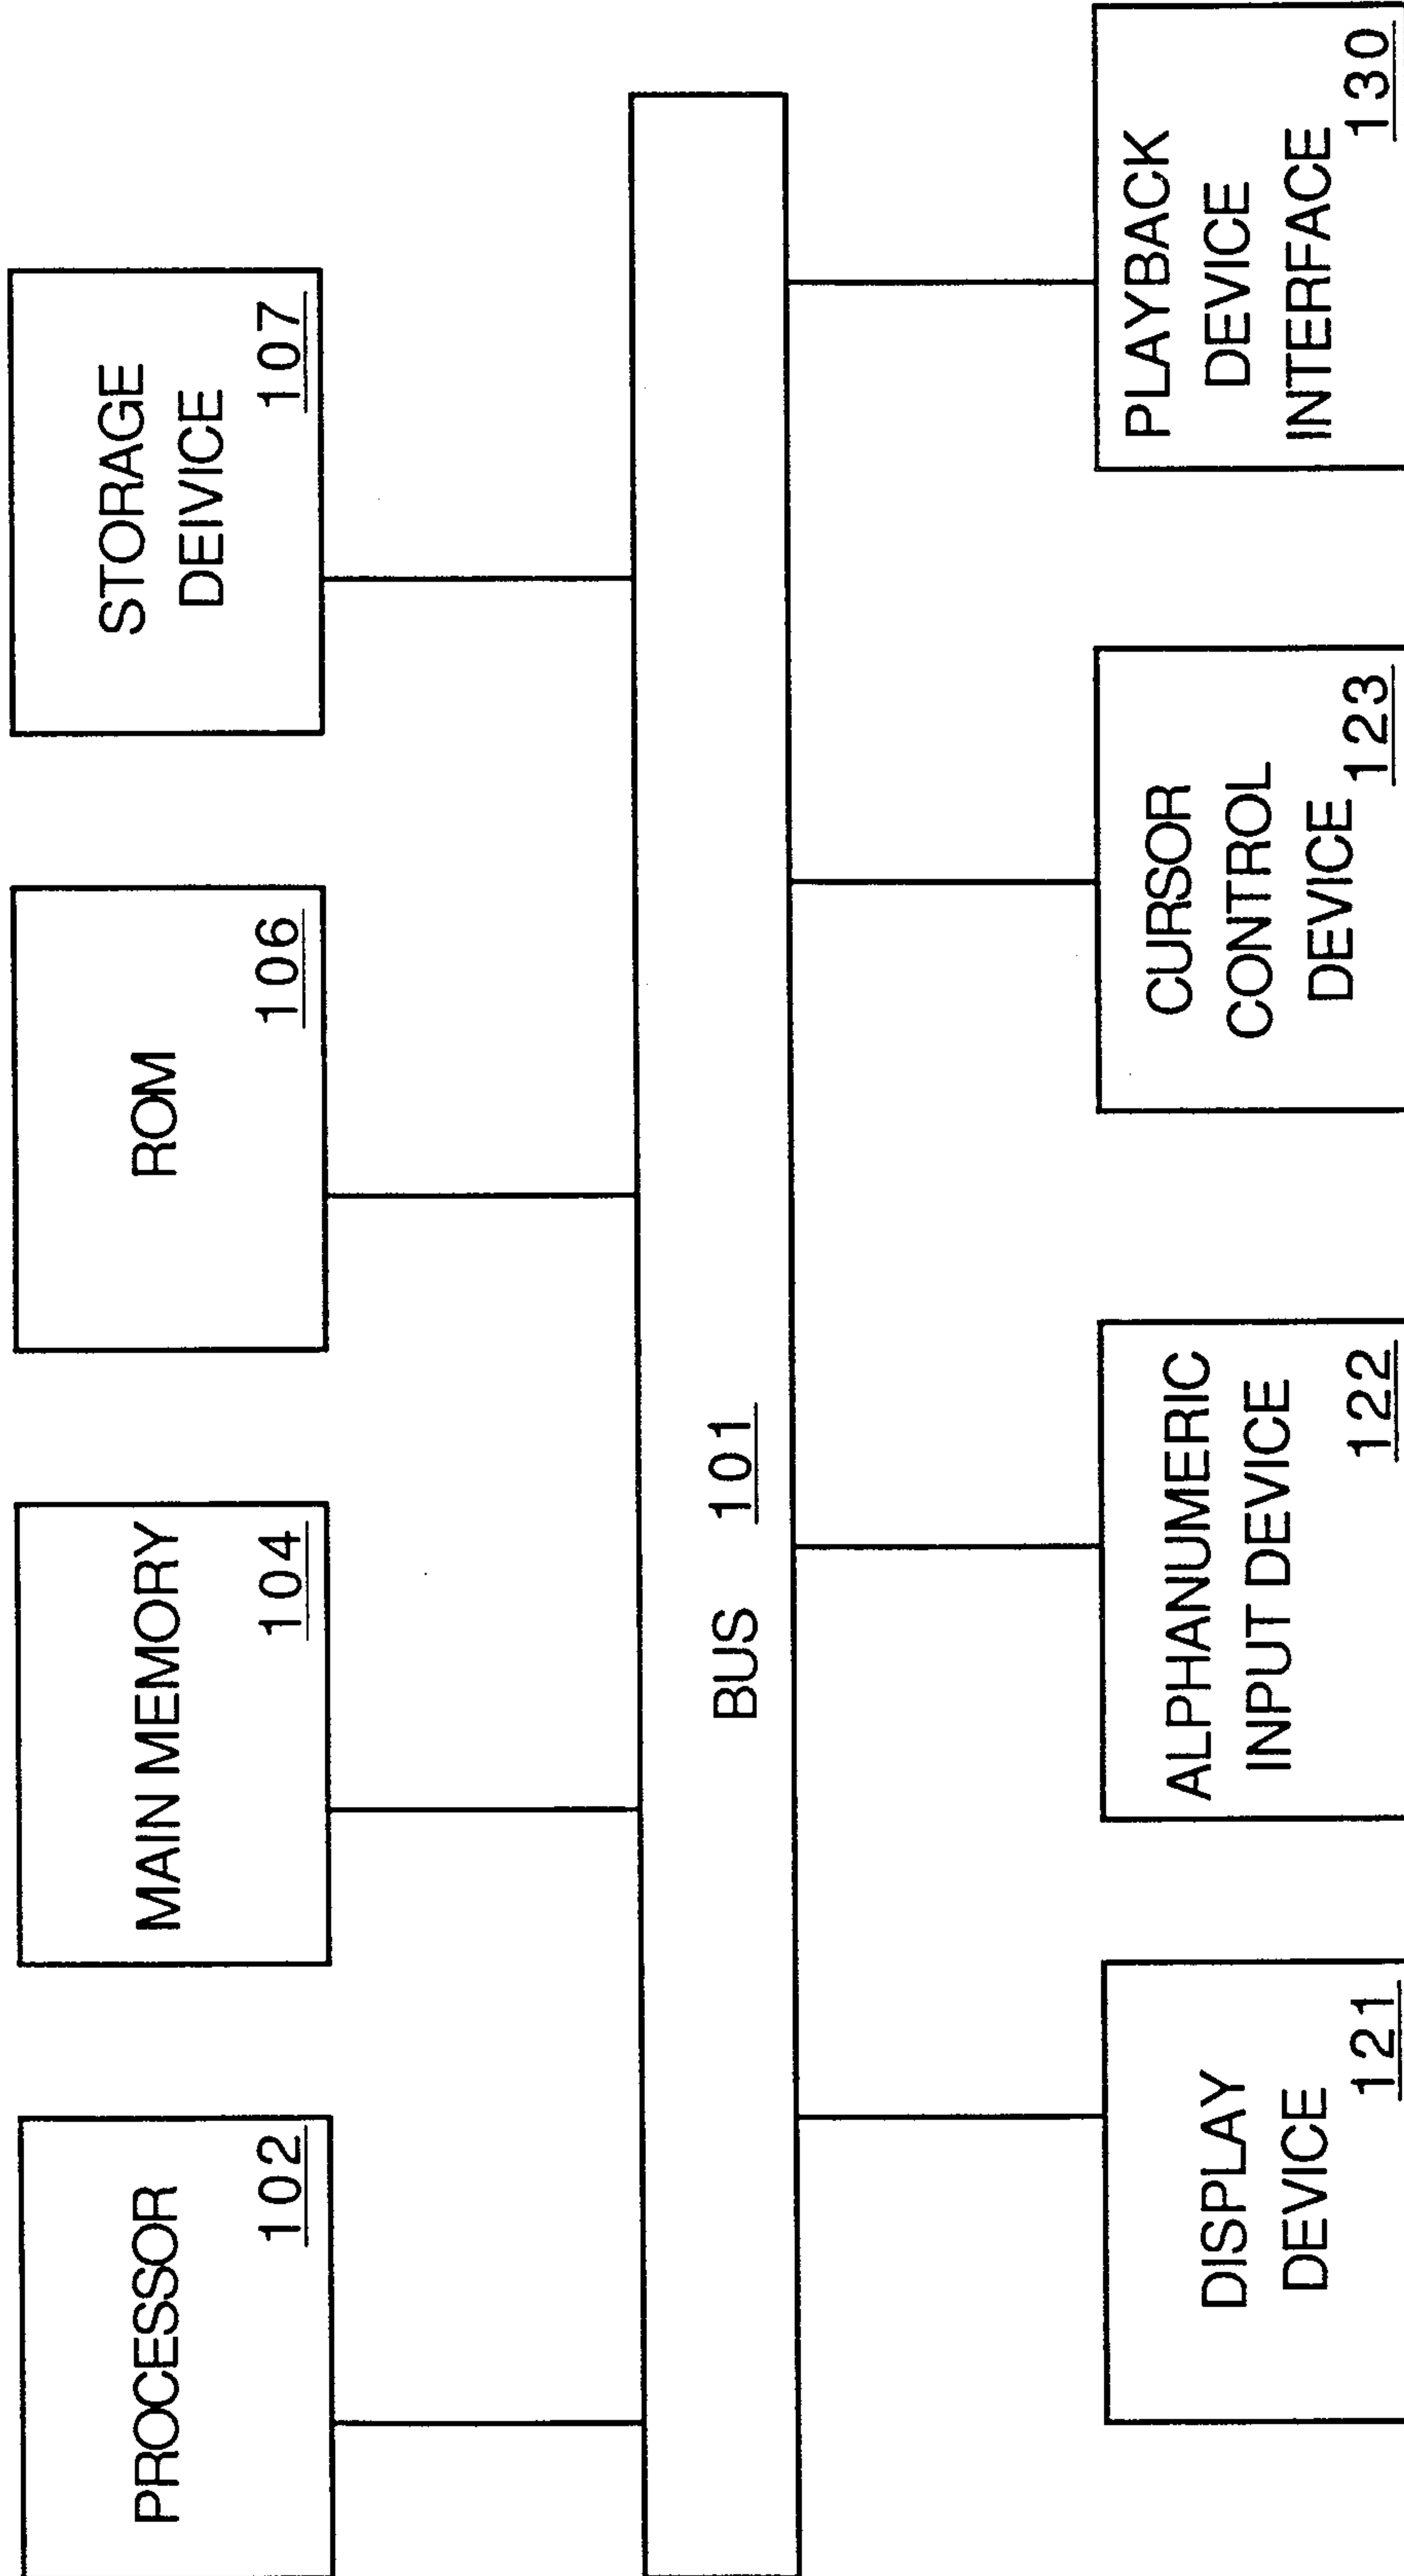 PROCESSOR
102
MAIN MEMORY
104
ROM
106
STORAGE
DEIVICE
107
BUS 101
DISPLAY
DEVICE
121
ALPHANUMERIC
INPUT DEVICE
122
CURSOR
CONTROL
DEVICE
123
PLAYBACK
DEVICE
INTERFACE
130